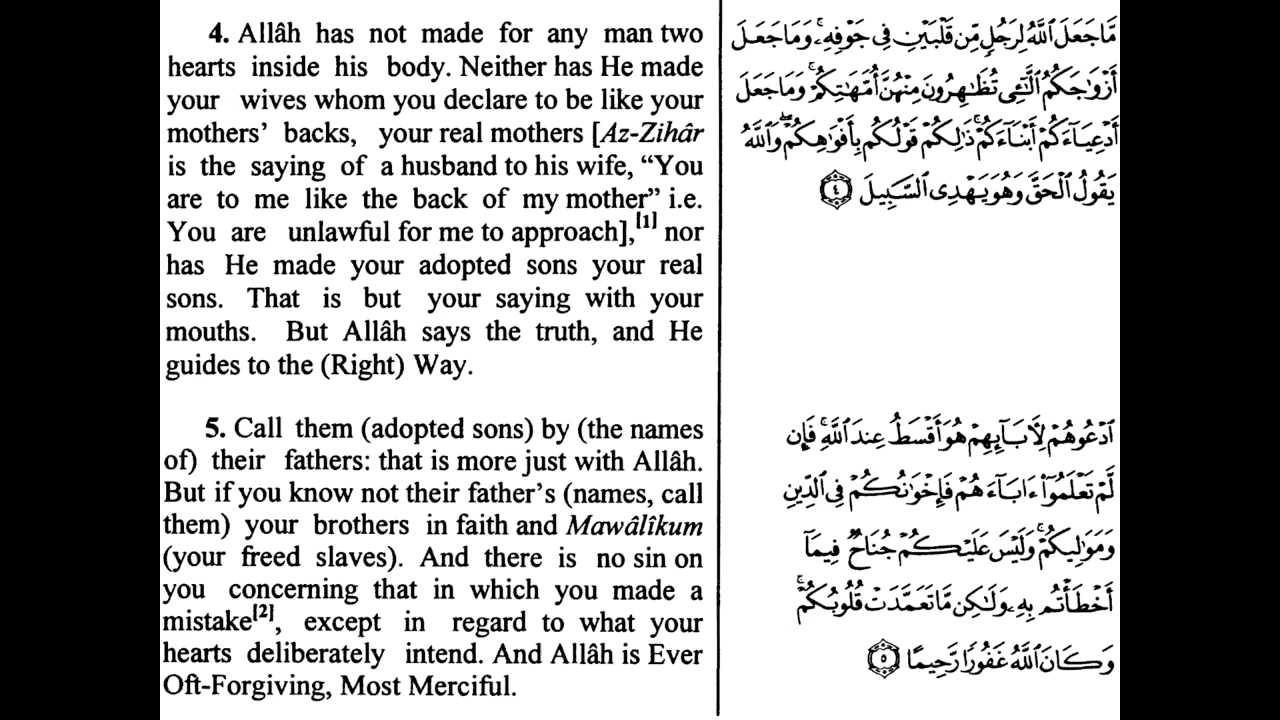 4. Allâh has not made for any man two
hearts inside his body. Neither has He made
your wives whom you declare to be like your
mothers’ backs, your real mothers [Az-Zihâr
is the saying of a husband to his wife, “You
are to me like the back of my mother” i.e.
You are unlawful for me to approach],[1] nor
has He made your adopted sons your real
sons. That is but your saying with your
mouths. But Allâh says the truth, and He
guides to the (Right) Way.
5. Call them (adopted sons) by (the names
of) their fathers: that is more just with Allâh.
But if you know not their father’s (names, call
them) your brothers in faith and Mawâlîkum
(your freed slaves). And there is no sin on
you concerning that in which you made a
mistake[2], except in regard to what your
hearts deliberately intend. And Allâh is Ever
Oft-Forgiving, Most Merciful.
مَّا جَعَلَ ٱللَّهُ لِرَجُلٍ مِّن قَلْبَيْنِ فِى جَوْفِهِۦ ۚ وَمَا جَعَلَ
أَزْوَٰجَكُمُ ٱلَّٰٓـِٔى تُظَٰهِرُونَ مِنْهُنَّ أُمَّهَٰتِكُمْ ۚ وَمَا جَعَلَ
أَدْعِيَآءَكُمْ أَبْنَآءَكُمْ ۚ ذَٰلِكُمْ قَوْلُكُم بِأَفْوَٰهِكُمْ ۖ وَٱللَّهُ
يَقُولُ ٱلْحَقَّ وَهُوَ يَهْدِى ٱلسَّبِيلَ ٤
ٱدْعُوهُمْ لِءَابَآئِهِمْ هُوَ أَقْسَطُ عِندَ ٱللَّهِ ۚ فَإِن
لَّمْ تَعْلَمُوٓا۟ ءَابَآءَهُمْ فَإِخْوَٰنُكُمْ فِى ٱلدِّينِ
وَمَوَٰلِيكُمْ ۚ وَلَيْسَ عَلَيْكُمْ جُنَاحٌ فِيمَآ
أَخْطَأْتُم بِهِۦ وَلَٰكِن مَّا تَعَمَّدَتْ قُلُوبُكُمْ ۚ
وَكَانَ ٱللَّهُ غَفُورًا رَّحِيمًا ٥